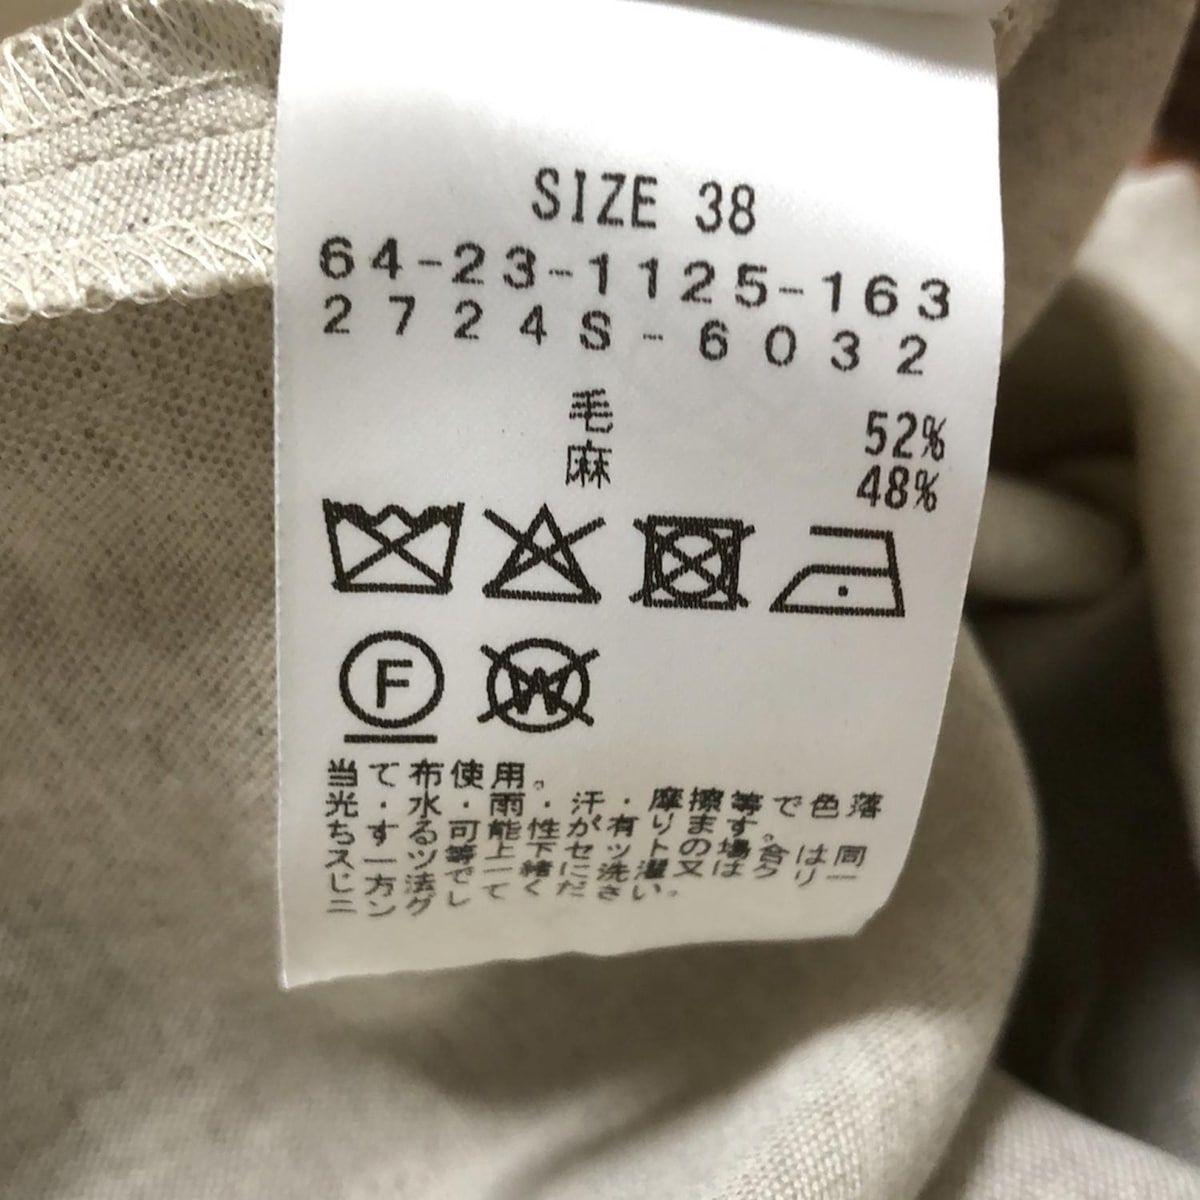 SIZE 38
64-23-1125-163
2724S-6032
毛 52%
麻 48%
F
W
当て布使用。
光・水・雨・汗・摩擦等で色落
ちする可能性が有ります。
スーツ等上下セットの場合は同
じ方法で一緒に洗濯又はクリー
ニングしてください。